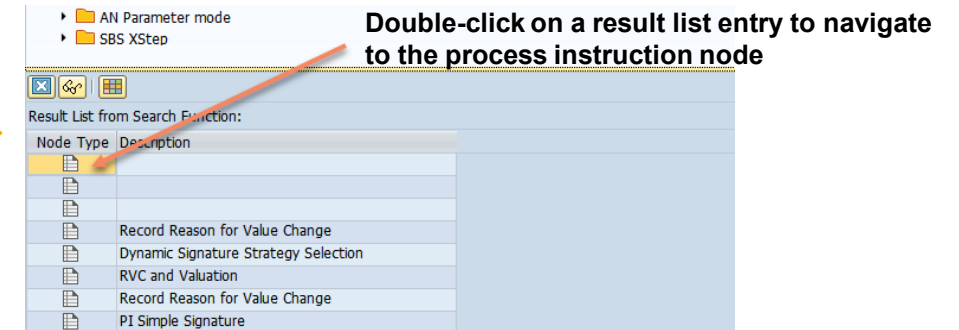 AN Parameter mode
SBS XStep
Double-click on a result list entry to navigate
to the process instruction node
Result List from Search Function:
Node Type Description
Record Reason for Value Change
Dynamic Signature Strategy Selection
RVC and Valuation
Record Reason for Value Change
PI Simple Signature